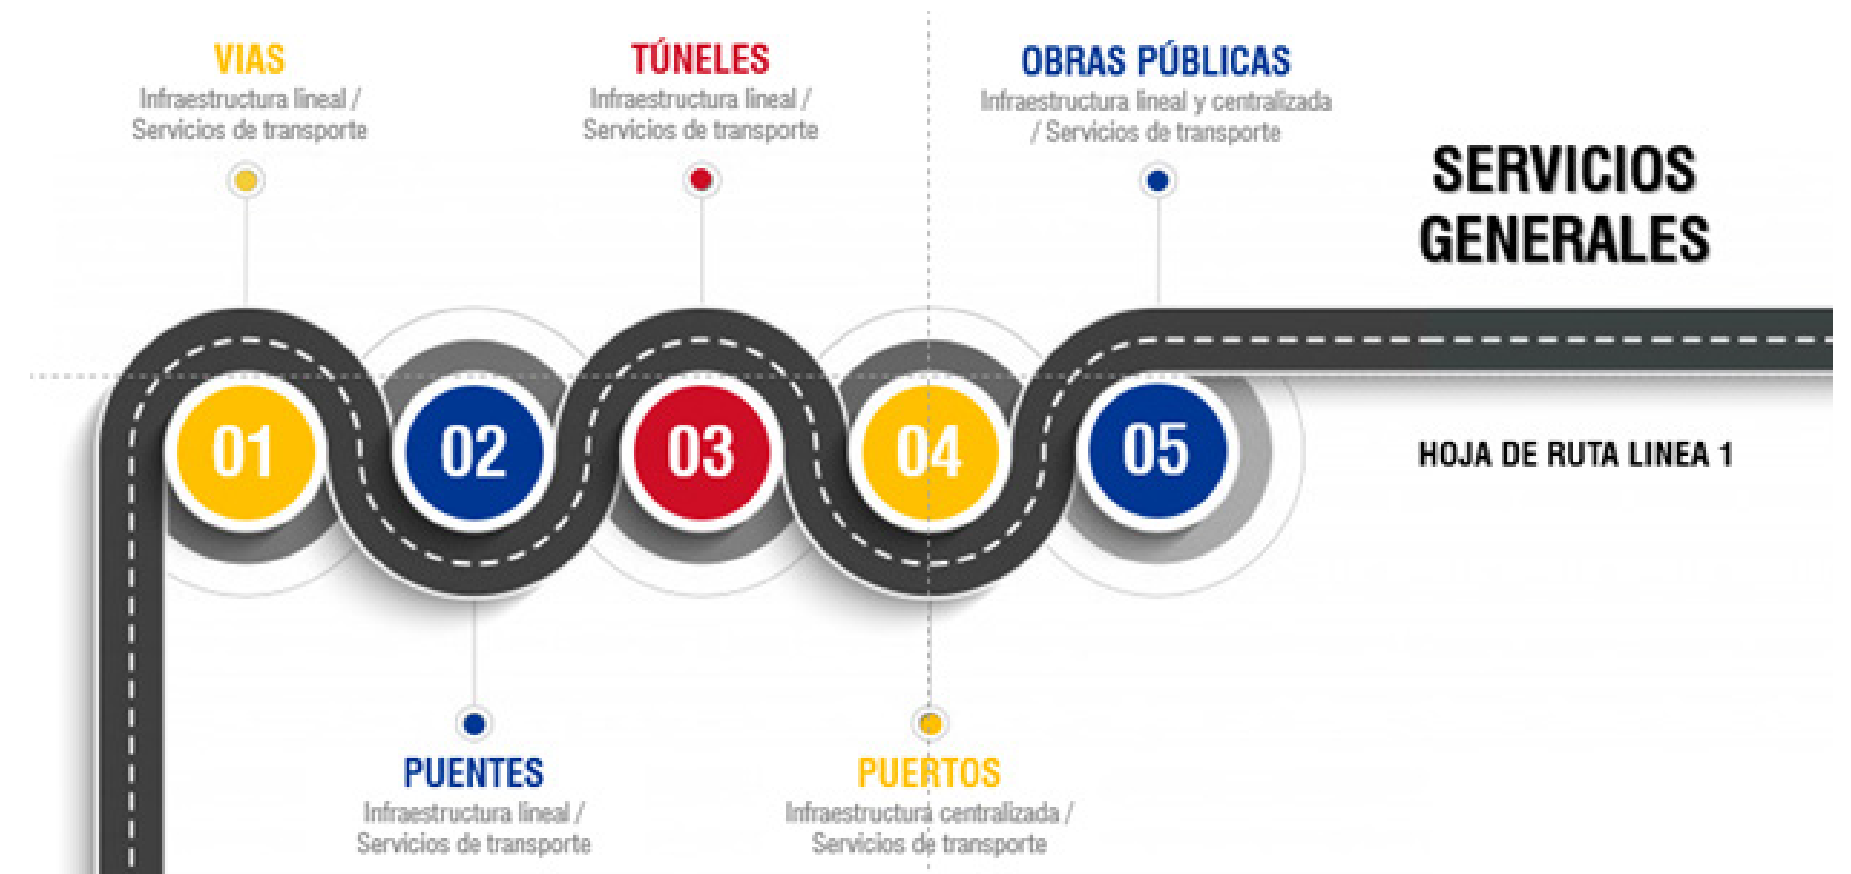 VIAS
Infraestructura lineal /
Servicios de transporte
TÚNELES
Infraestructura lineal /
Servicios de transporte
OBRAS PÚBLICAS
Infraestructura lineal y centralizada
/ Servicios de transporte
SERVICIOS
GENERALES
01
02
03
04
05
HOJA DE RUTA LINEA 1
PUENTES
Infraestructura lineal /
Servicios de transporte
PUERTOS
Infraestructura centralizada /
Servicios de transporte